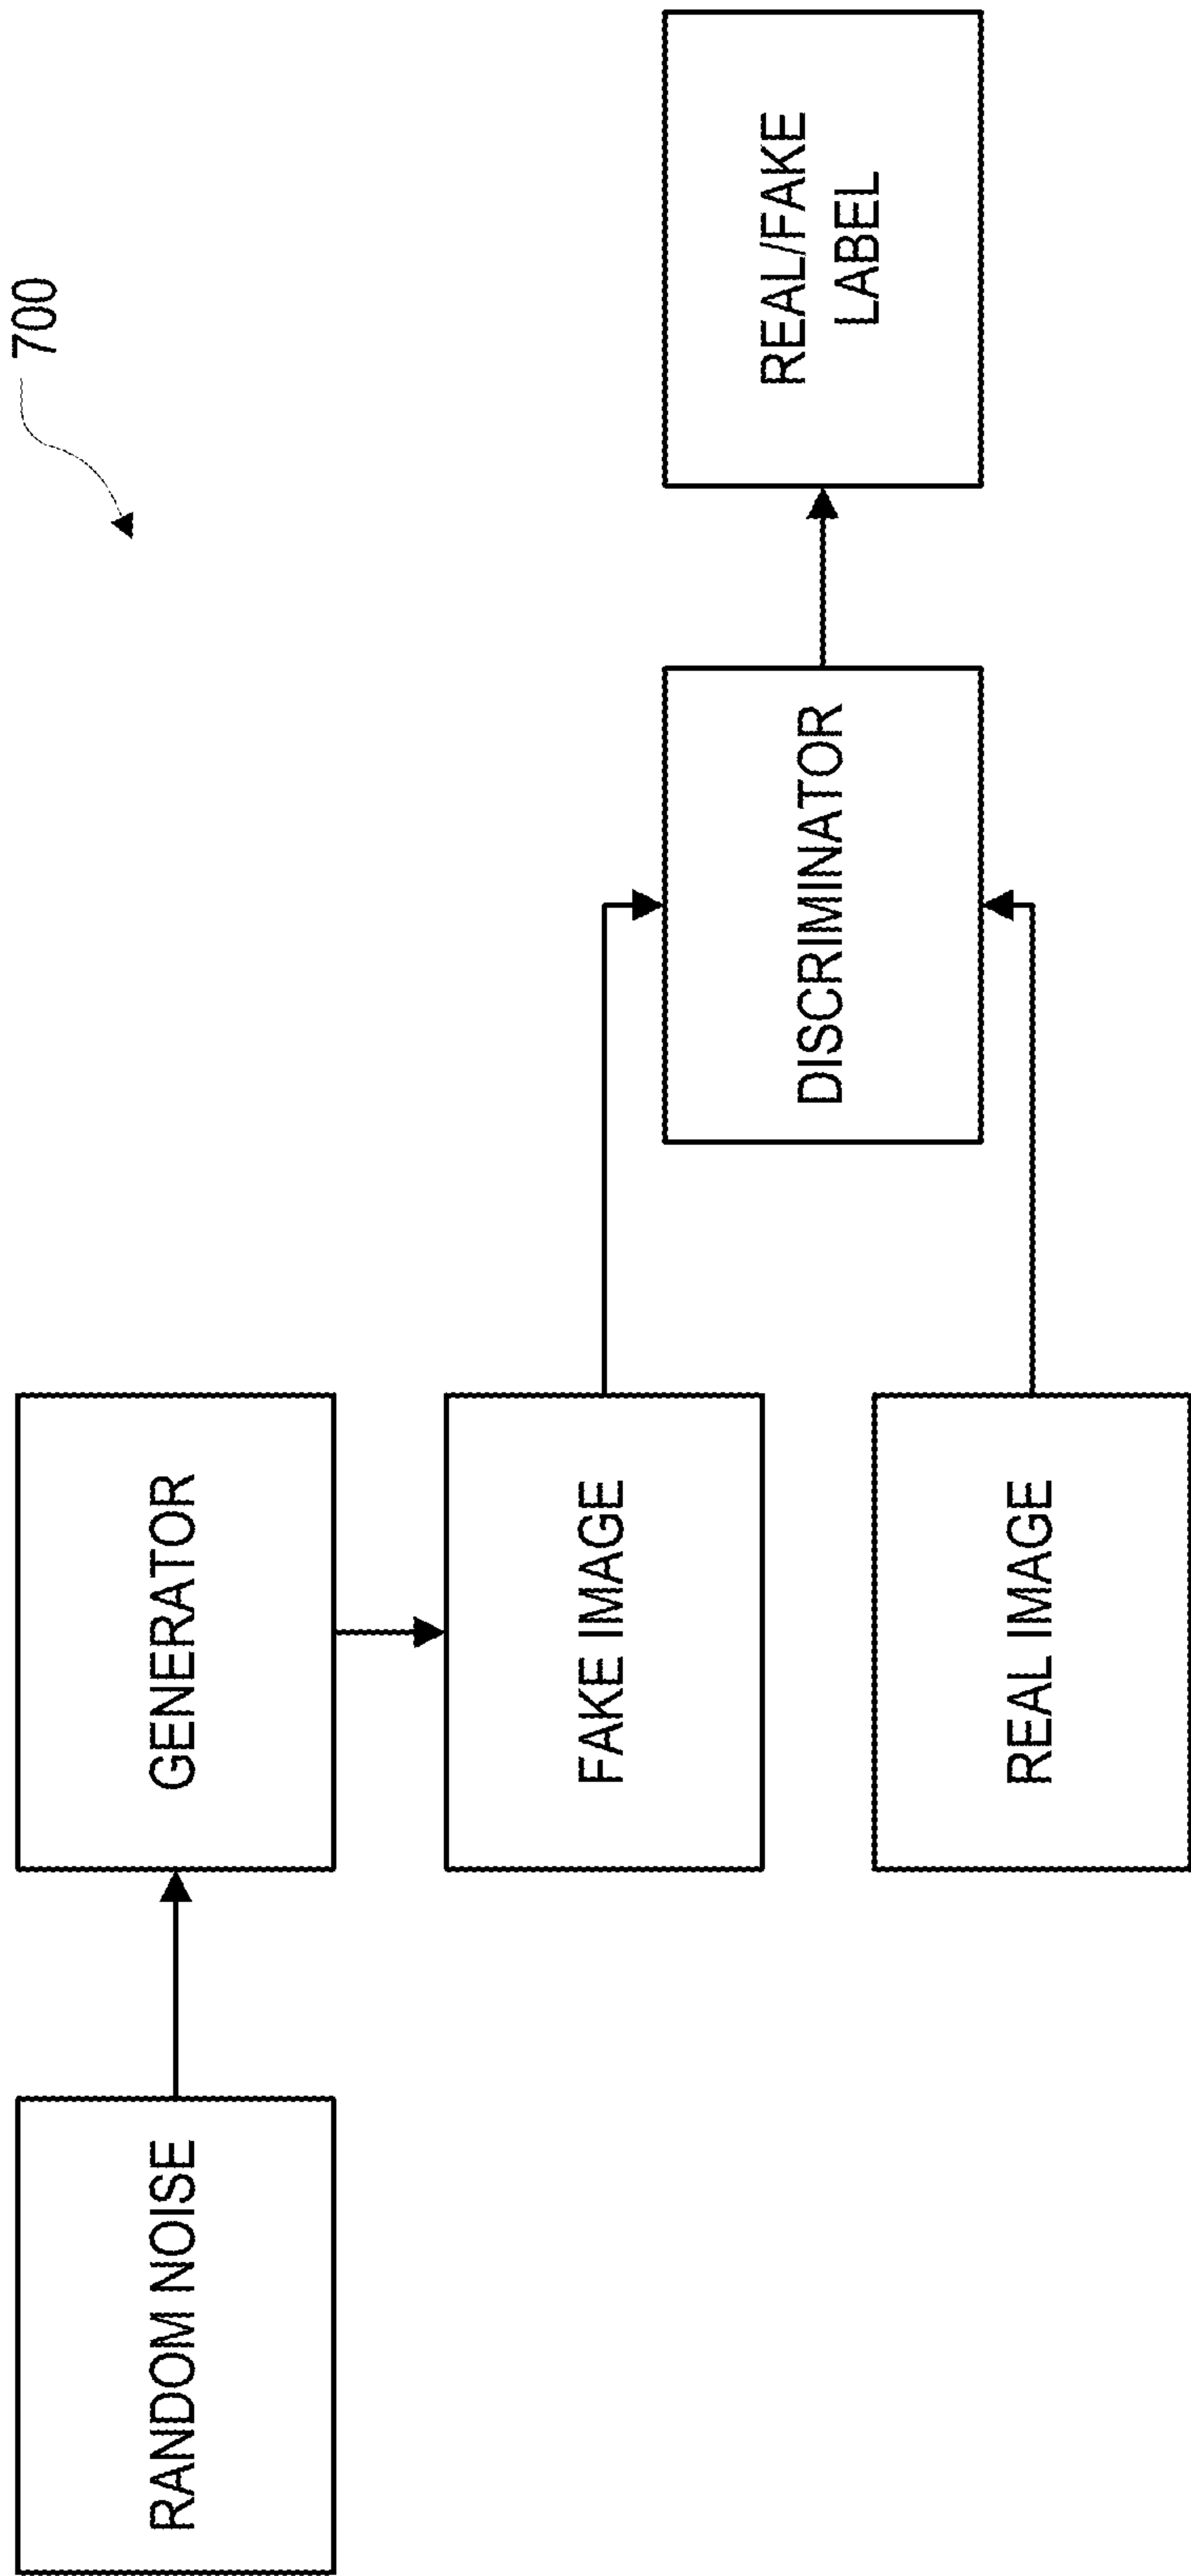 700
RANDOM NOISE
GENERATOR
FAKE IMAGE
REAL IMAGE
DISCRIMINATOR
REAL/FAKE
LABEL